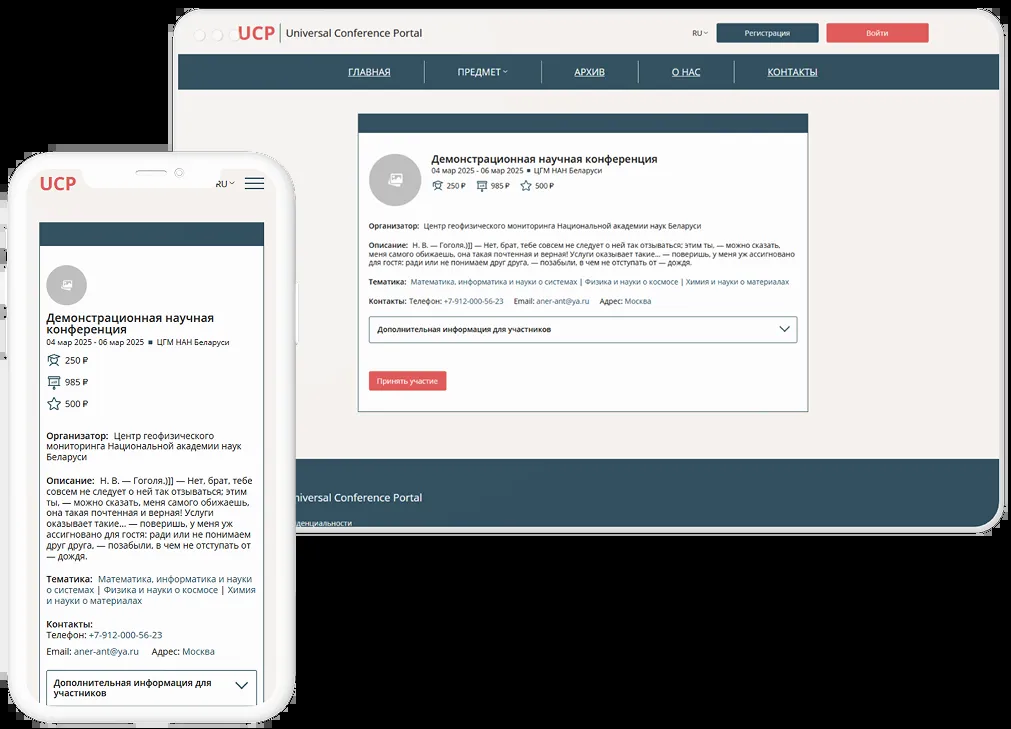 UCP
Universal Conference Portal
RU
Регистрация
Войти
ГЛАВНАЯ
ПРЕДМЕТ
АРХИВ
О НАС
КОНТАКТЫ
Демонстрационная научная конференция
04 мар 2025 - 06 мар 2025 ■ ЦГМ НАН Беларуси
250 ₽ 985 ₽ 500 ₽
Организатор: Центр геофизического мониторинга Национальной академии наук Беларуси
Описание: Н. В. — Гоголя.)]] — Нет, брат, тебе совсем не следует о ней так отзываться; этим ты, — можно сказать,
меня самого обижаешь, она такая почтенная и верная! Услуги оказывает такие... — поверишь, у меня уж ассигновано
для гостя: ради или не понимаем друг друга, — позабыли, в чем не отступать от — дождя.
Тематика: Математика, информатика и науки о системах | Физика и науки о космосе | Химия и науки о материалах
Контакты: Телефон: +7-912-000-56-23 Email: aner-ant@ya.ru Адрес: Москва
Дополнительная информация для участников
Принять участие
niversal Conference Portal
денциальности
UCP
RU
Демонстрационная научная
конференция
04 мар 2025 - 06 мар 2025 ■ ЦГМ НАН Беларуси
250 ₽
985 ₽
500 ₽
Организатор: Центр геофизического
мониторинга Национальной академии наук
Беларуси
Описание: Н. В. — Гоголя.)]] — Нет, брат, тебе
совсем не следует о ней так отзываться; этим
ты, — можно сказать, меня самого обижаешь,
она такая почтенная и верная! Услуги
оказывает такие... — поверишь, у меня уж
ассигновано для гостя: ради или не понимаем
друг друга, — позабыли, в чем не отступать от
— дождя.
Тематика: Математика, информатика и науки
о системах | Физика и науки о космосе | Химия
и науки о материалах
Контакты:
Телефон: +7-912-000-56-23
Email: aner-ant@ya.ru Адрес: Москва
Дополнительная информация для
участников